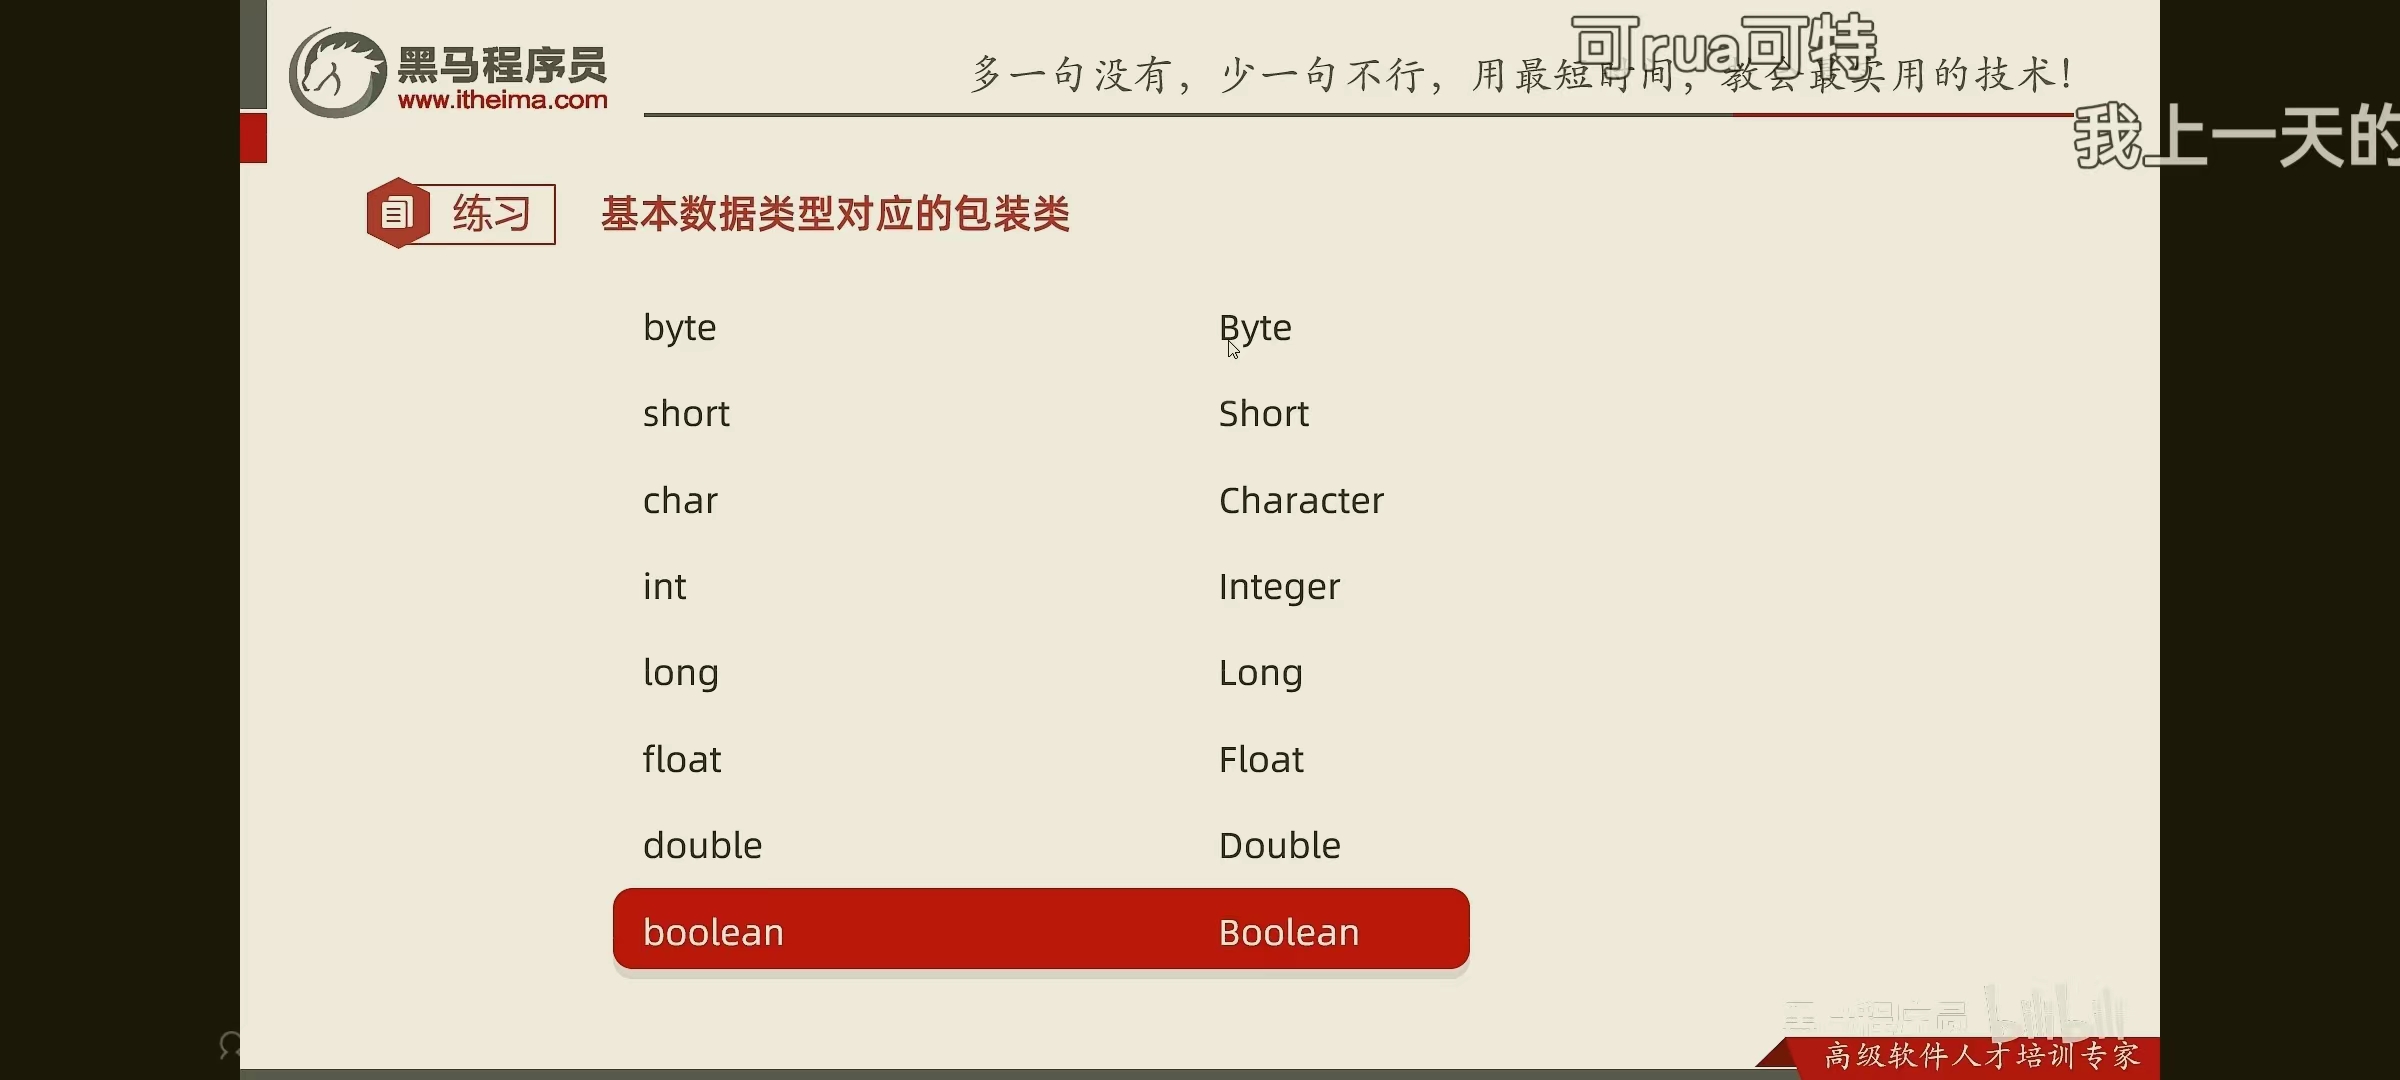 黑马程序员
www.itheima.com
可rua可特
多一句没有，少一句不行，用最短时间，教会最实用的技术！
我上一天的
练习
基本数据类型对应的包装类
byte Byte
short Short
char Character
int Integer
long Long
float Float
double Double
boolean Boolean
黑马程序员 bilibili
高级软件人才培训专家